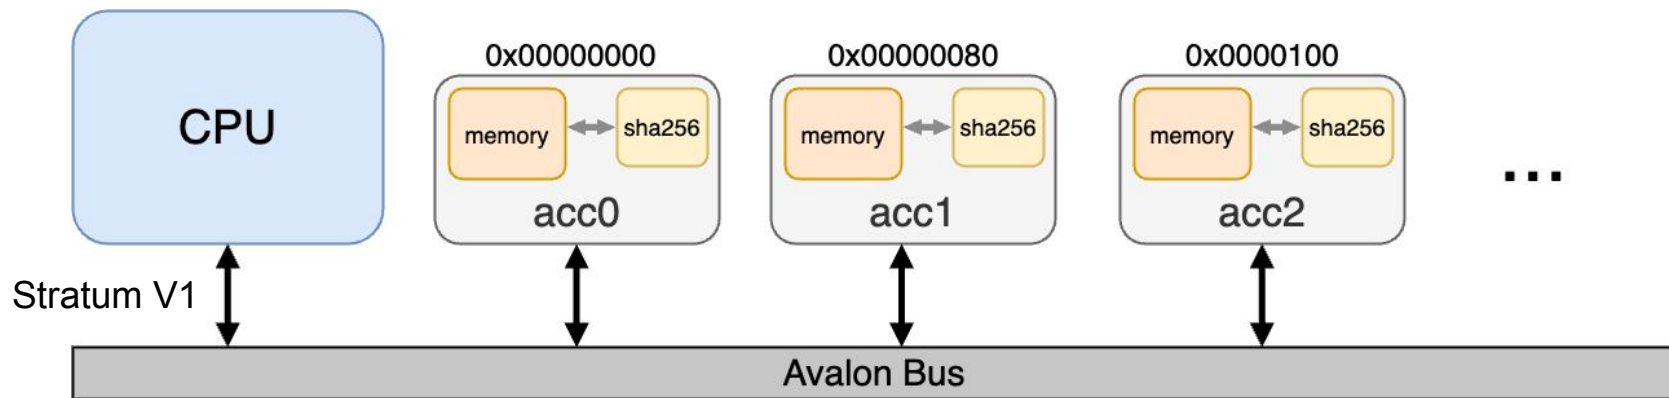 CPU
0x00000000
memory
sha256
acc0
0x00000080
memory
sha256
acc1
0x0000100
memory
sha256
acc2
...
Stratum V1
Avalon Bus